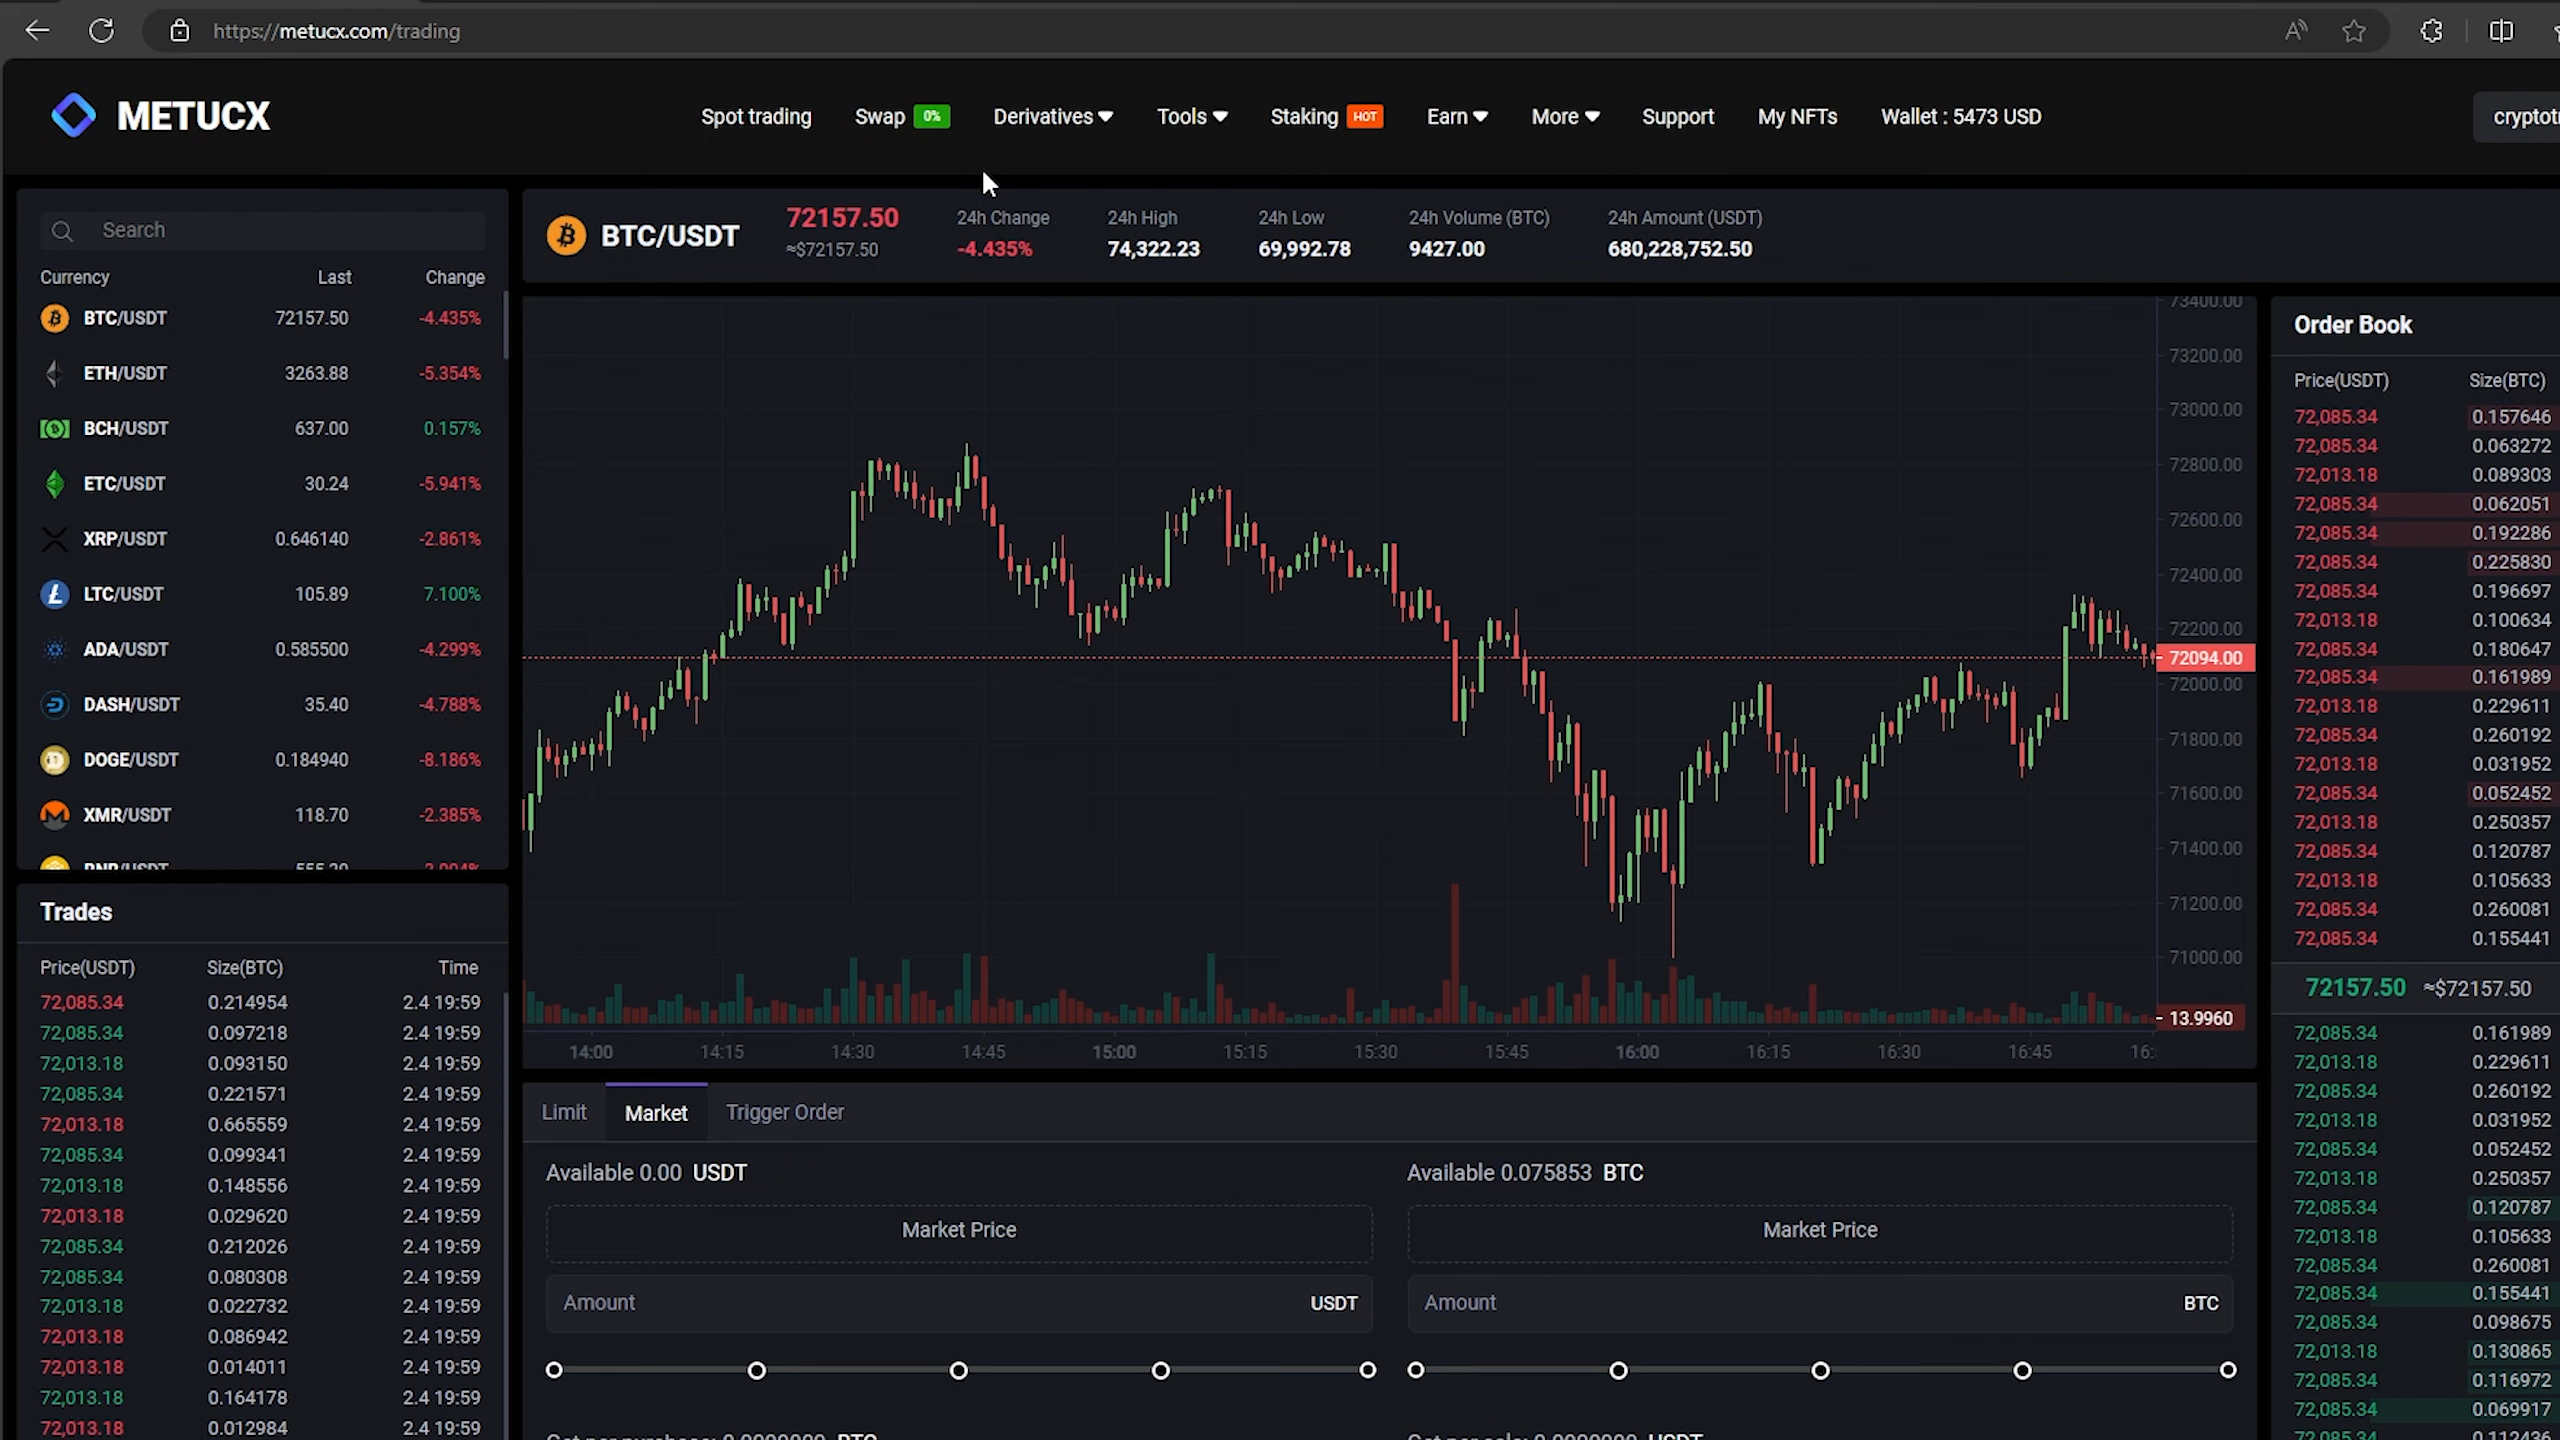 https://metucx.com/trading
METUCX
Spot trading
Swap 0%
Derivatives
Tools
Staking HOT
Earn
More
Support
My NFTs
Wallet : 5473 USD
Search
Currency Last Change
BTC/USDT 72157.50 -4.435%
ETH/USDT 3263.88 -5.354%
BCH/USDT 637.00 0.157%
ETC/USDT 30.24 -5.941%
XRP/USDT 0.646140 -2.861%
LTC/USDT 105.89 7.100%
ADA/USDT 0.585500 -4.299%
DASH/USDT 35.40 -4.788%
DOGE/USDT 0.184940 -8.186%
XMR/USDT 118.70 -2.385%
Trades
Price(USDT) Size(BTC) Time
72,085.34 0.214954 2.4 19:59
72,085.34 0.097218 2.4 19:59
72,013.18 0.093150 2.4 19:59
72,085.34 0.221571 2.4 19:59
72,013.18 0.665559 2.4 19:59
72,085.34 0.099341 2.4 19:59
72,013.18 0.148556 2.4 19:59
72,013.18 0.029620 2.4 19:59
72,085.34 0.212026 2.4 19:59
72,085.34 0.080308 2.4 19:59
72,013.18 0.022732 2.4 19:59
72,013.18 0.086942 2.4 19:59
72,013.18 0.014011 2.4 19:59
72,013.18 0.164178 2.4 19:59
72,013.18 0.012984 2.4 19:59
BTC/USDT
72157.50
≈$72157.50
24h Change
-4.435%
24h High
74,322.23
24h Low
69,992.78
24h Volume (BTC)
9427.00
24h Amount (USDT)
680,228,752.50
73400.00
73200.00
73000.00
72800.00
72600.00
72400.00
72200.00
72094.00
72000.00
71800.00
71600.00
71400.00
71200.00
71000.00
13.9960
14:00 14:15 14:30 14:45 15:00 15:15 15:30 15:45 16:00 16:15 16:30 16:45
Limit Market Trigger Order
Available 0.00 USDT
Market Price
Amount USDT
Available 0.075853 BTC
Market Price
Amount BTC
Order Book
Price(USDT) Size(BTC)
72,085.34 0.157646
72,085.34 0.063272
72,013.18 0.089303
72,085.34 0.062051
72,085.34 0.192286
72,085.34 0.225830
72,085.34 0.196697
72,013.18 0.100634
72,085.34 0.180647
72,085.34 0.161989
72,013.18 0.229611
72,085.34 0.260192
72,013.18 0.031952
72,085.34 0.052452
72,013.18 0.250357
72,085.34 0.120787
72,013.18 0.105633
72,085.34 0.260081
72,085.34 0.155441
72157.50 ≈$72157.50
72,085.34 0.161989
72,013.18 0.229611
72,085.34 0.260192
72,013.18 0.031952
72,085.34 0.052452
72,013.18 0.250357
72,085.34 0.120787
72,013.18 0.105633
72,085.34 0.260081
72,085.34 0.155441
72,085.34 0.098675
72,013.18 0.130865
72,085.34 0.116972
72,085.34 0.069917